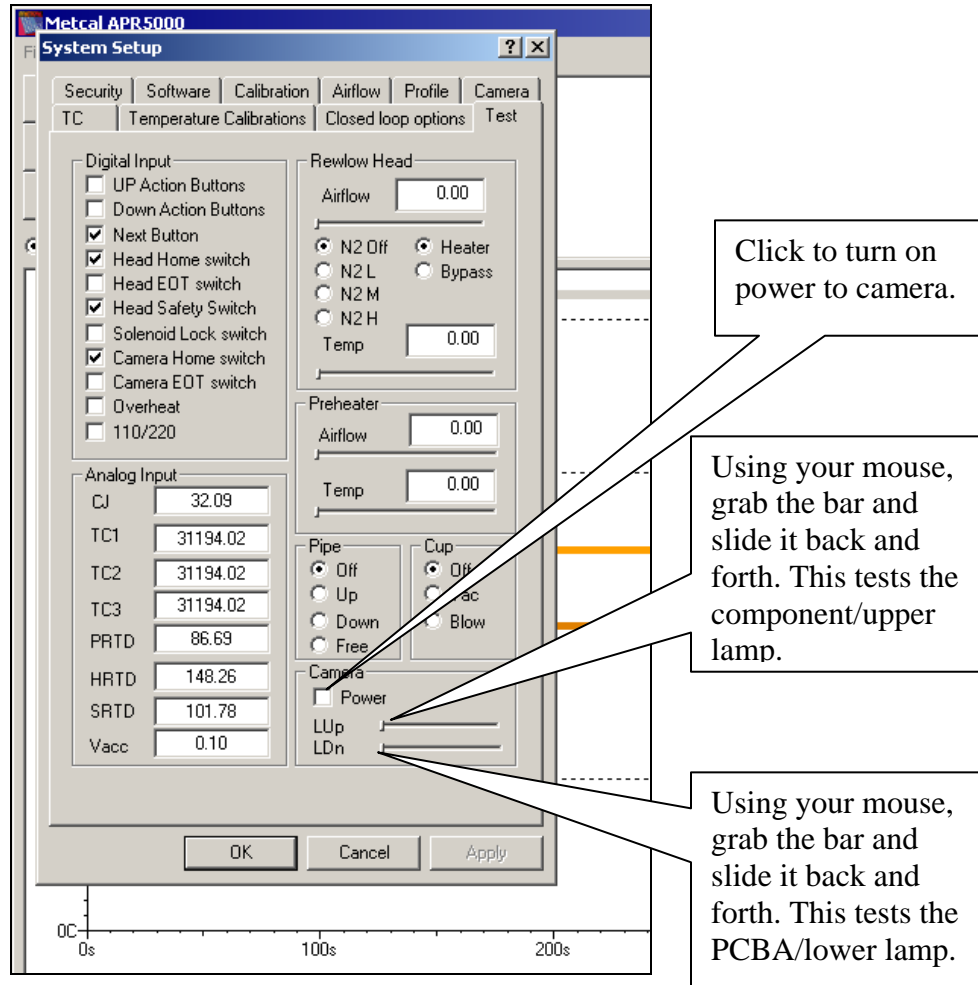 Metcal APR5000
System Setup
Security Software Calibration Airflow Profile Camera
TC Temperature Calibrations Closed loop options Test
Digital Input
UP Action Buttons
Down Action Buttons
Next Button
Head Home switch
Head EOT switch
Head Safety Switch
Solenoid Lock switch
Camera Home switch
Camera EOT switch
Overheat
110/220
Analog Input
CJ 32.09
TC1 31194.02
TC2 31194.02
TC3 31194.02
PRTD 86.69
HRTD 148.26
SRTD 101.78
Vacc 0.10
Rewlow Head
Airflow 0.00
N2 Off Heater
N2 L Bypass
N2 M
N2 H
Temp 0.00
Preheater
Airflow 0.00
Temp 0.00
Pipe
Off
Up
Down
Free
Cup
Off
Blow
Camera
Power
LUp
LDn
OK Cancel Apply
0C
0s 100s 200s
Click to turn on
power to camera.
Using your mouse,
grab the bar and
slide it back and
forth. This tests the
component/upper
lamp.
Using your mouse,
grab the bar and
slide it back and
forth. This tests the
PCBA/lower lamp.